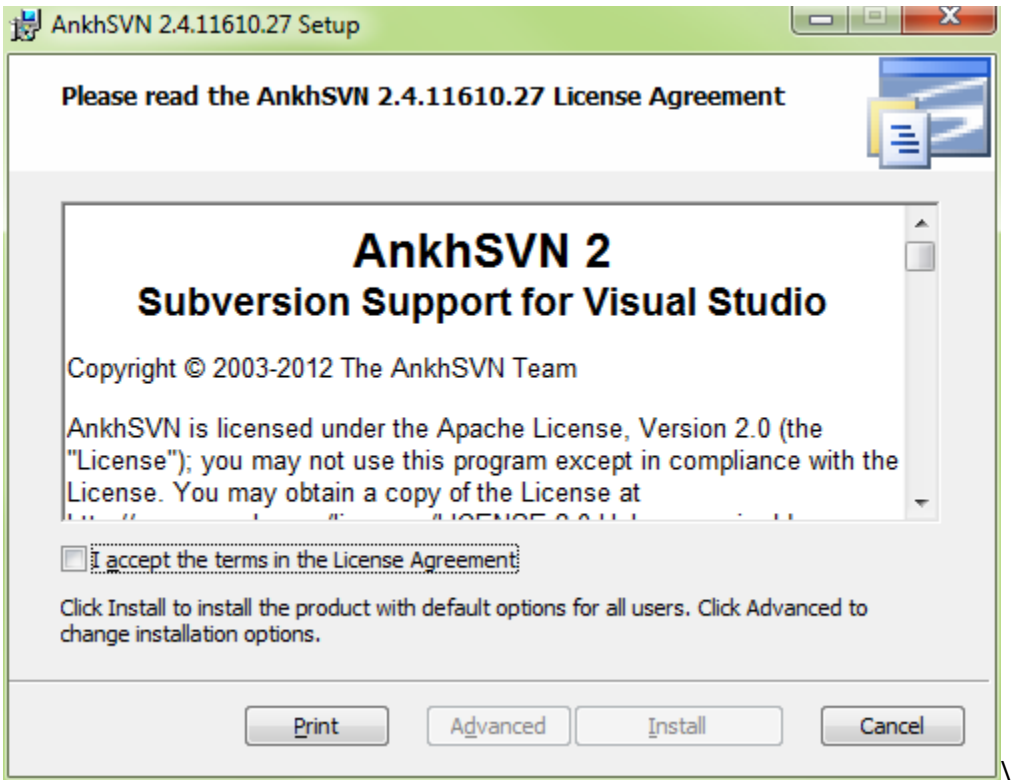 AnkhSVN 2.4.11610.27 Setup
Please read the AnkhSVN 2.4.11610.27 License Agreement
AnkhSVN 2
Subversion Support for Visual Studio
Copyright © 2003-2012 The AnkhSVN Team
AnkhSVN is licensed under the Apache License, Version 2.0 (the
"License"); you may not use this program except in compliance with the
License. You may obtain a copy of the License at
I accept the terms in the License Agreement
Click Install to install the product with default options for all users. Click Advanced to
change installation options.
Print Advanced Install Cancel
\